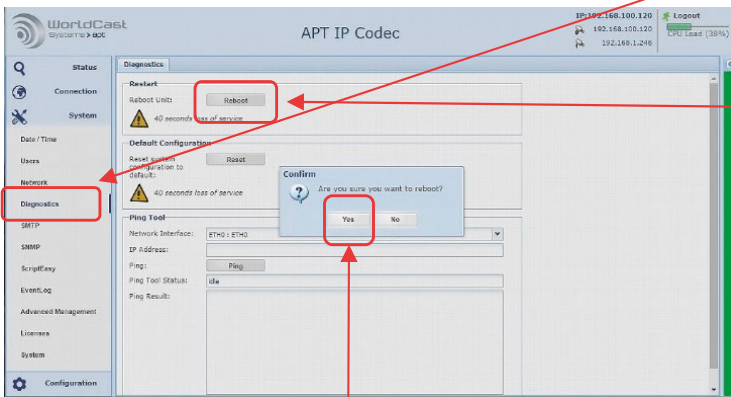 WorldCast
Systems > apt
APT IP Codec
IP:192.168.100.120
192.168.100.120
192.168.1.246
Logout
CPU Load (38%)
Status
Connection
System
Date / Time
Users
Network
Diagnostics
SMTP
SNMP
ScriptEasy
EventLog
Advanced Management
Licenses
System
Configuration
Diagnostics
Restart
Reboot Unit:
Reboot
40 seconds loss of service
Default Configuration
Reset system
configuration to
default:
Reset
40 seconds loss of service
Ping Tool
Network Interface:
ETH0 : ETH0
IP Address:
Ping:
Ping
Ping Tool Status:
idle
Ping Result:
Confirm
Are you sure you want to reboot?
Yes
No